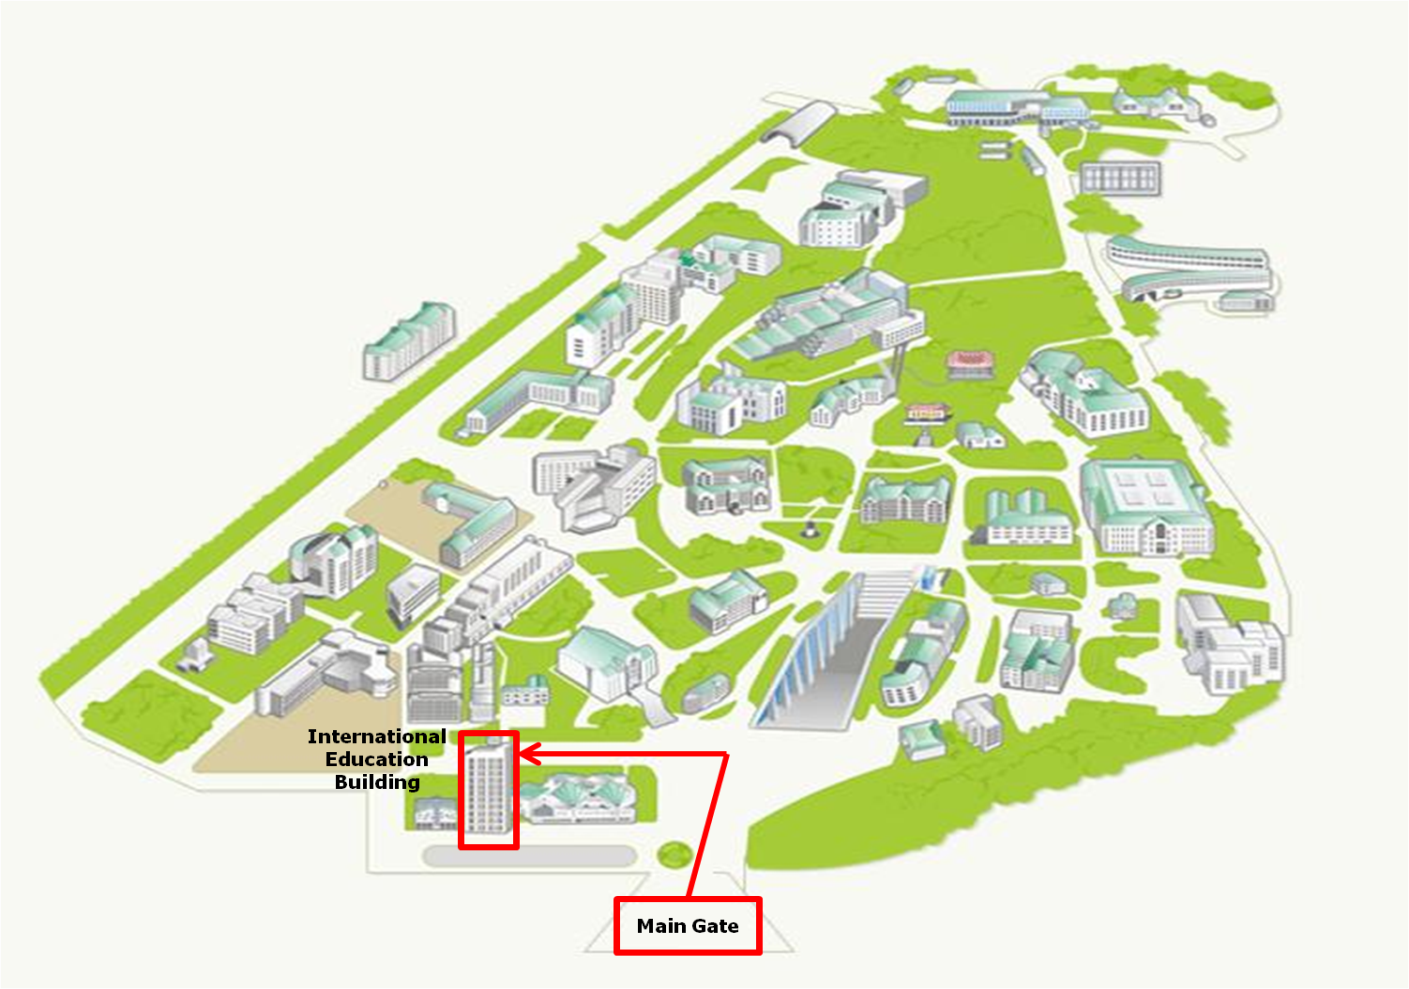 International
Education
Building
Main Gate